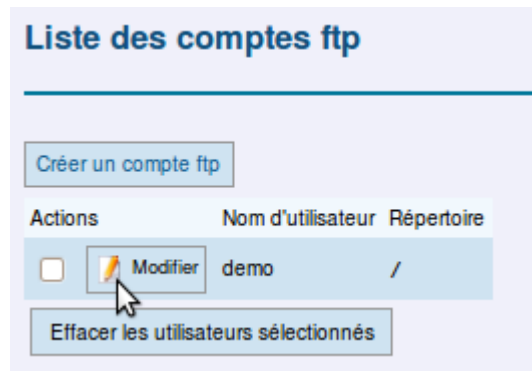 Liste des comptes ftp
Créer un compte ftp
Actions Nom d'utilisateur Répertoire
Modifier demo /
Effacer les utilisateurs sélectionnés